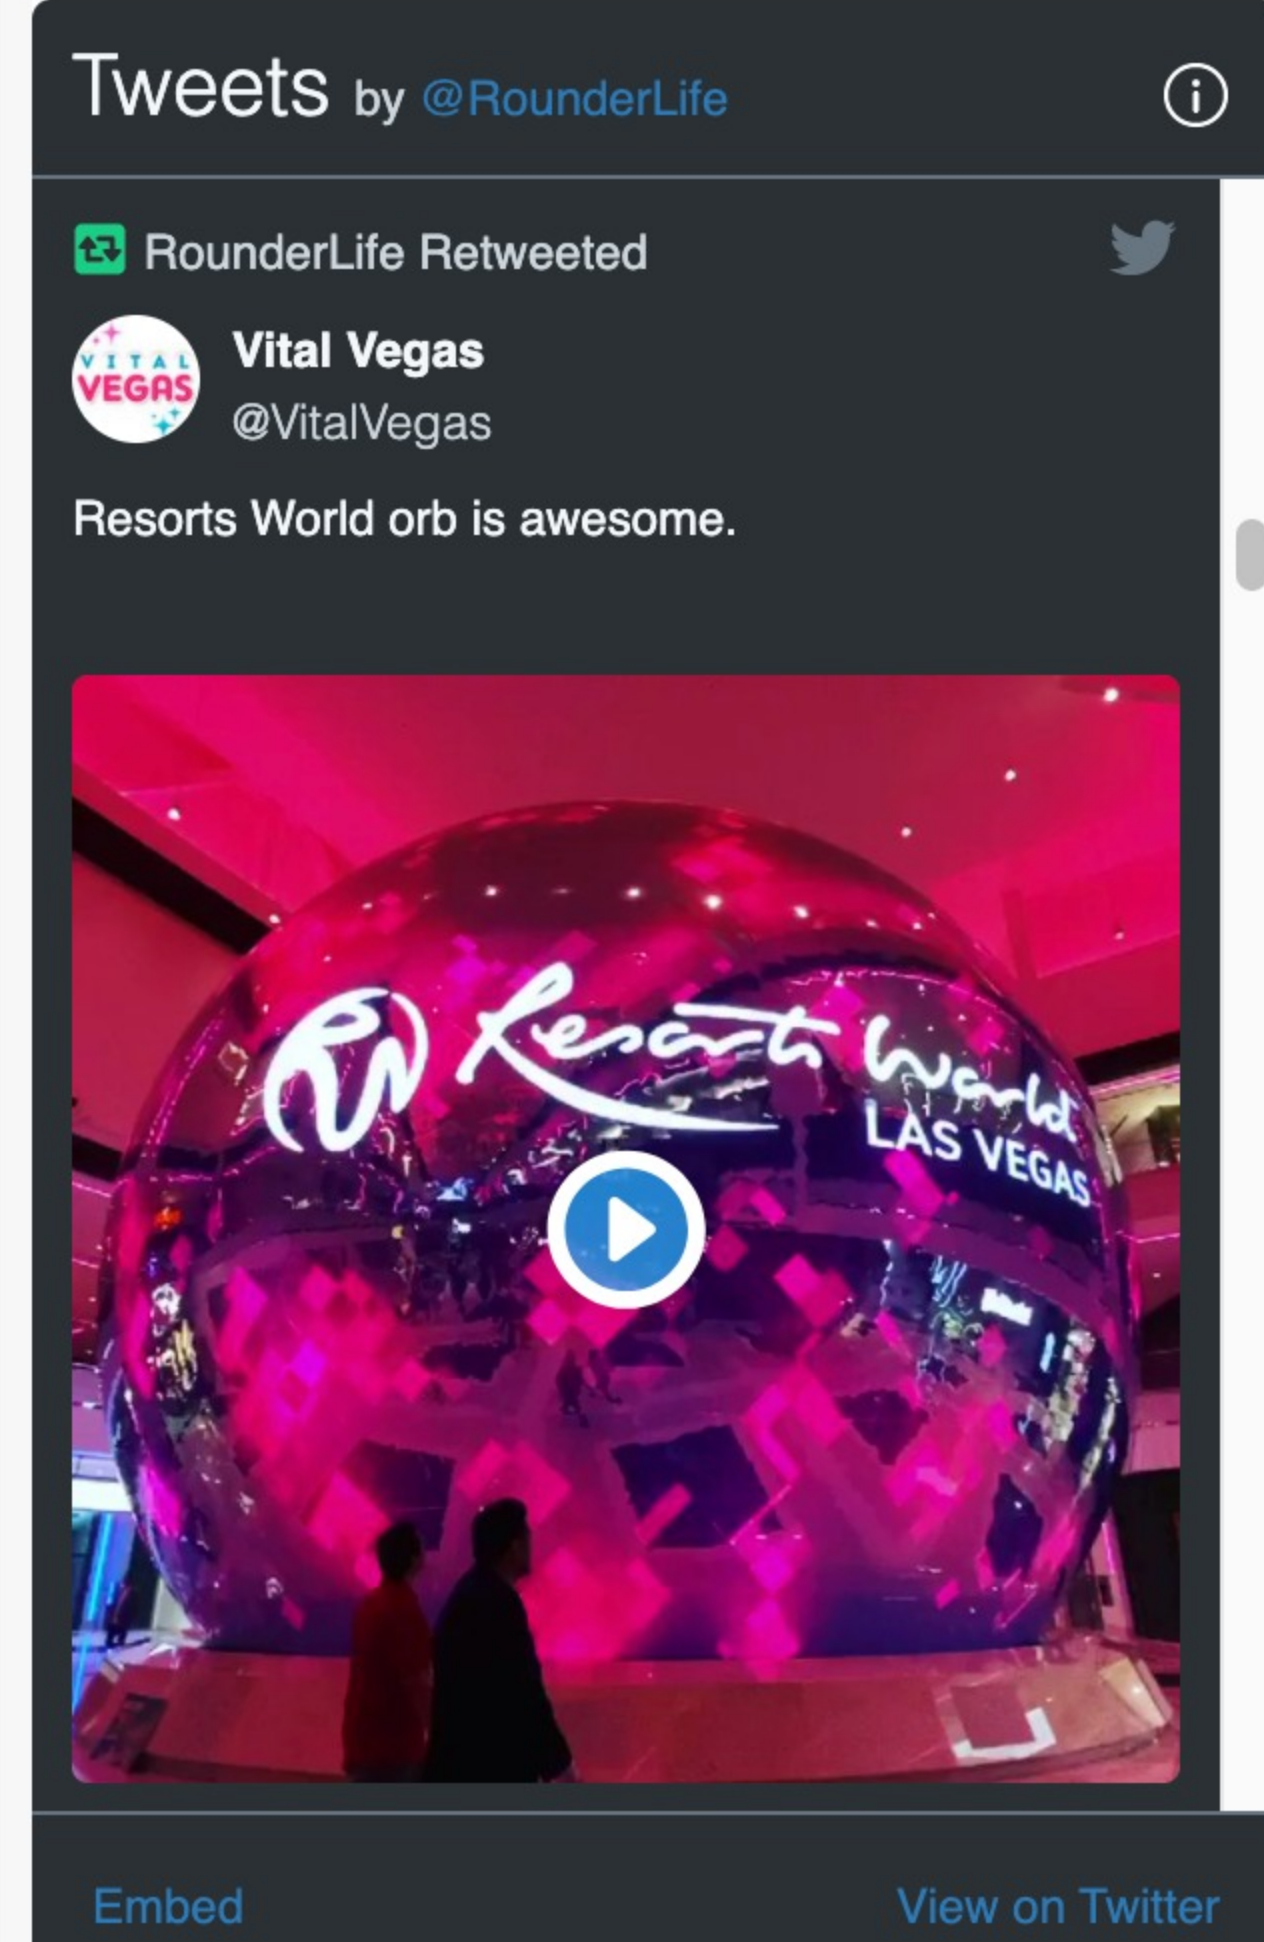 Tweets by @RounderLife
RounderLife Retweeted
VITAL
VEGAS
Vital Vegas
@VitalVegas
Resorts World orb is awesome.
RW Resorts World
LAS VEGAS
Embed
View on Twitter